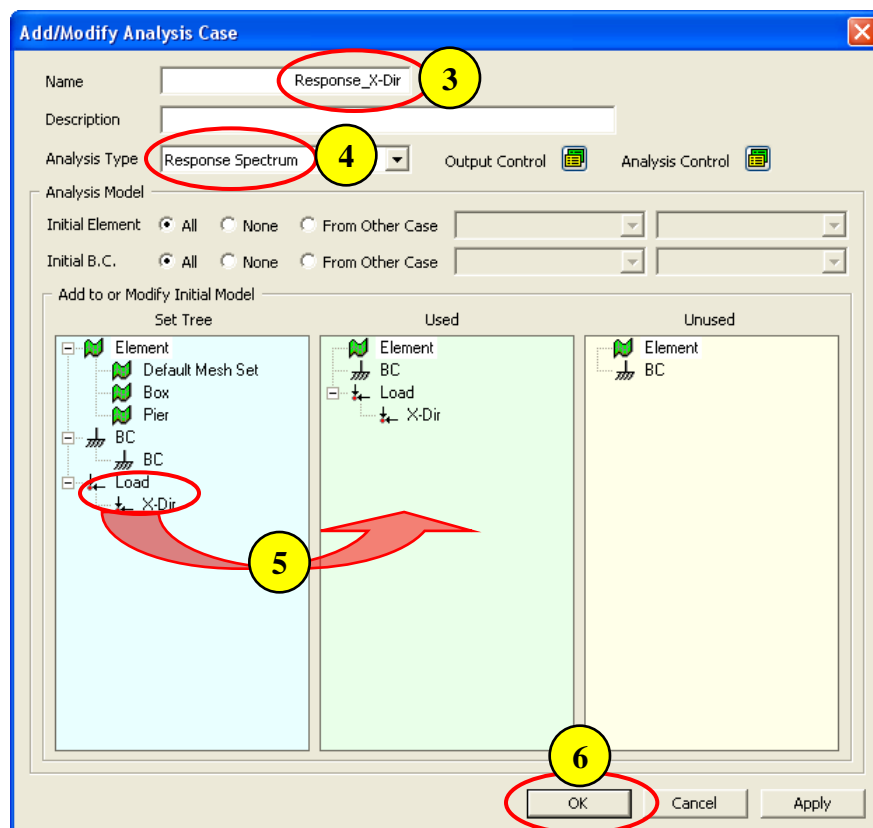 Add/Modify Analysis Case
Name Response_X-Dir 3
Description
Analysis Type Response Spectrum 4 Output Control Analysis Control
Analysis Model
Initial Element All None From Other Case
Initial B.C. All None From Other Case
Add to or Modify Initial Model
Set Tree Used Unused
Element
Default Mesh Set
Box
Pier
BC
BC
Load
X-Dir
Element
BC
Load
X-Dir
Element
BC
5
6
OK Cancel Apply